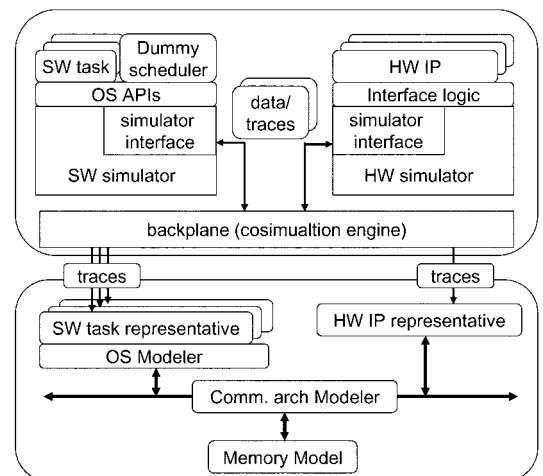 Dummy
scheduler
SW task
HW IP
OS APIs
data/
traces
Interface logic
simulator
interface
simulator
interface
SW simulator
HW simulator
backplane (cosimualtion engine)
traces
traces
SW task representative
HW IP representative
OS Modeler
Comm. arch Modeler
Memory Model